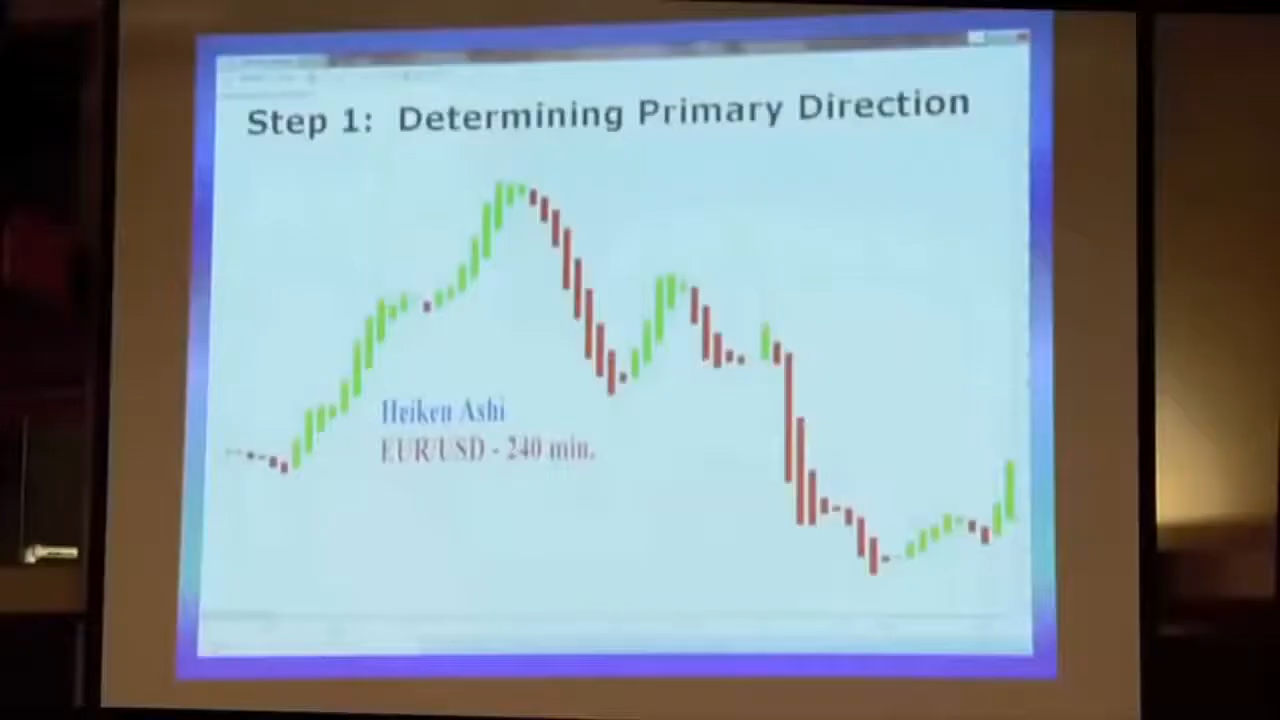 Step 1: Determining Primary Direction
Heiken Ashi
EUR/USD - 240 min.